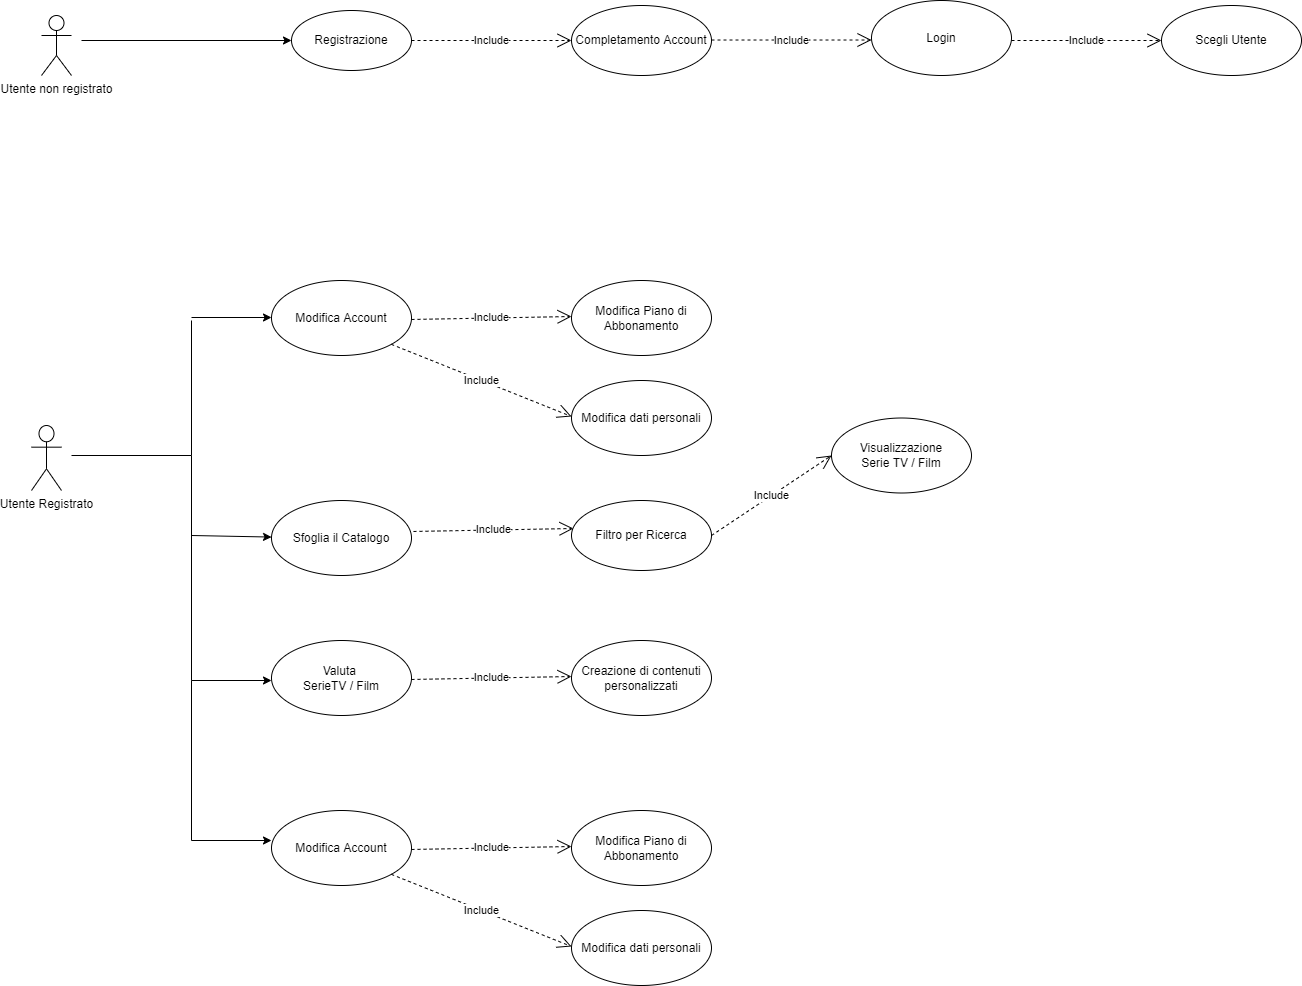 Utente non registrato
Registrazione
Include
Completamento Account
Include
Login
Include
Scegli Utente
Utente Registrato
Modifica Account
Include
Modifica Piano di
Abbonamento
Include
Modifica dati personali
Sfoglia il Catalogo
Include
Filtro per Ricerca
Include
Visualizzazione
Serie TV / Film
Valuta
SerieTV / Film
Include
Creazione di contenuti
personalizzati
Modifica Account
Include
Modifica Piano di
Abbonamento
Include
Modifica dati personali